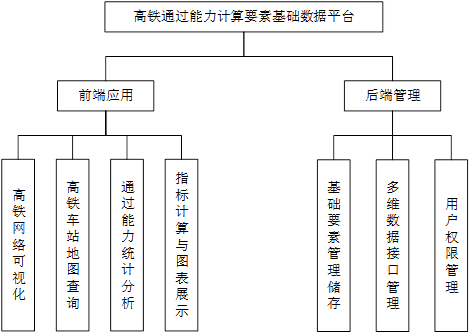 高铁通过能力计算要素基础数据平台
前端应用
后端管理
高铁网络可视化
高铁车站地图查询
通过能力统计分析
指标计算与图表展示
基础要素管理储存
多维数据接口管理
用户权限管理